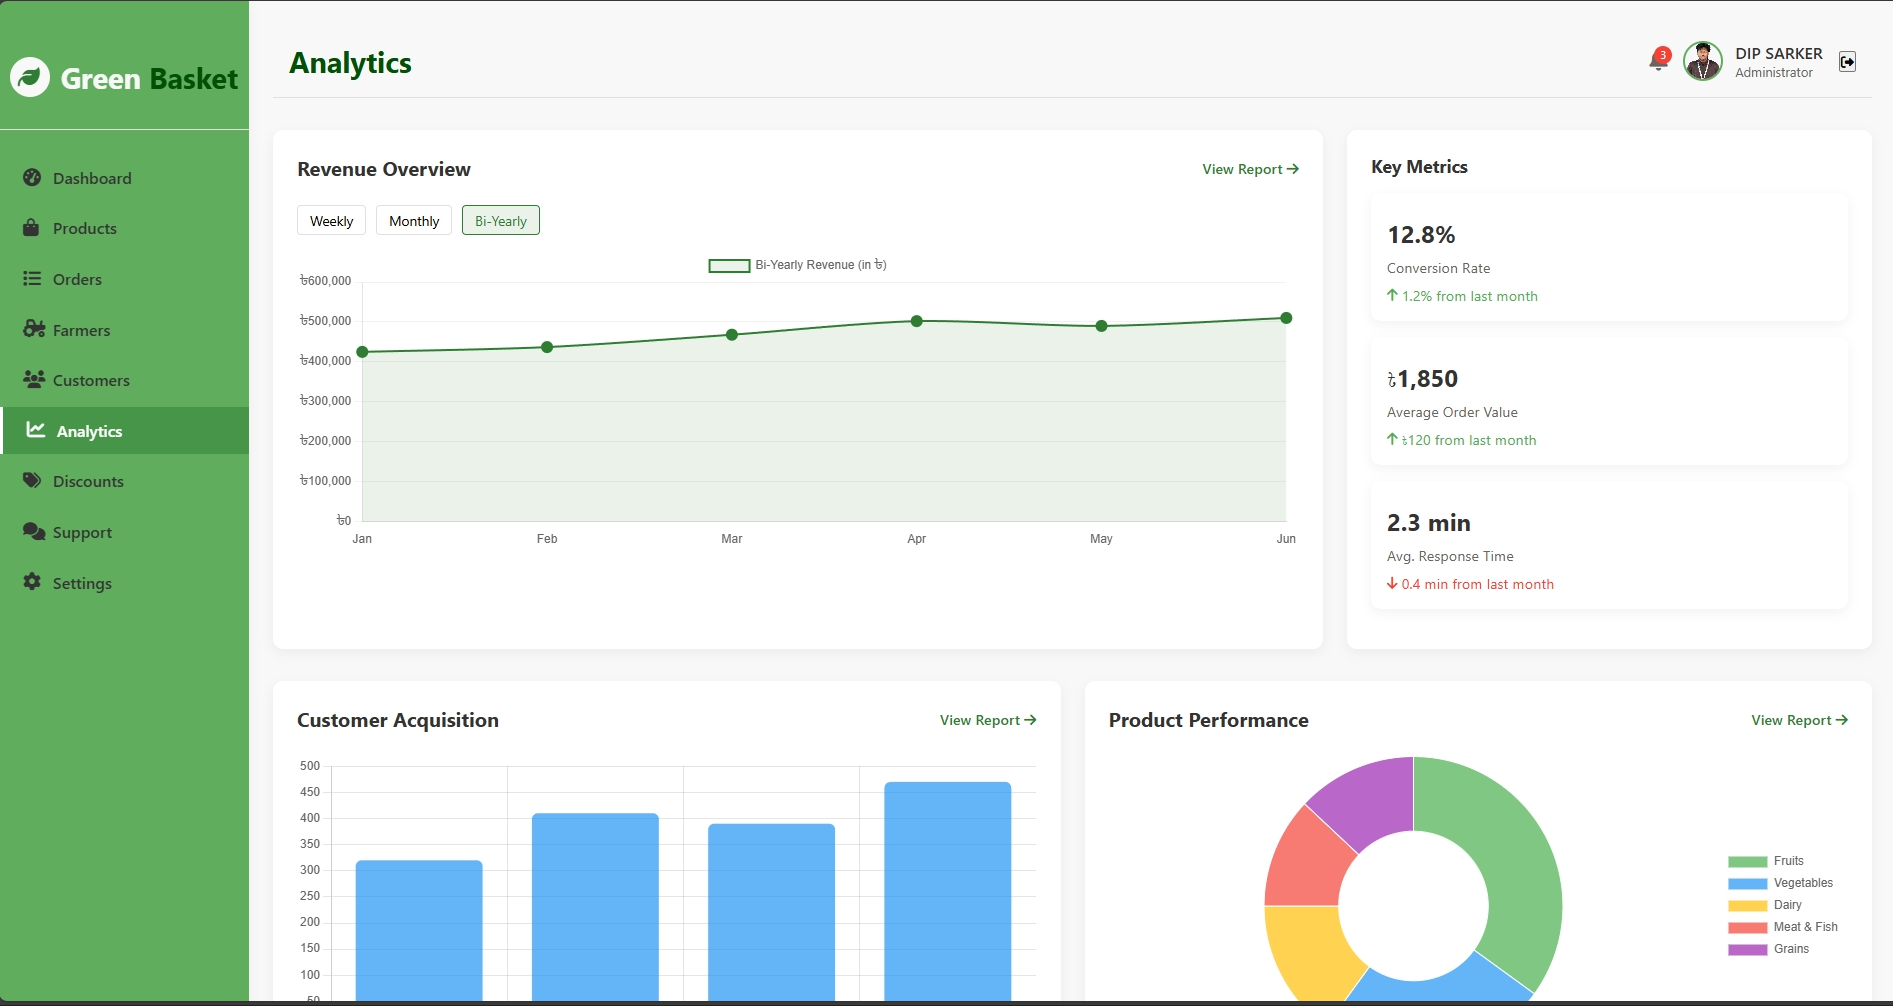 Green Basket
Dashboard
Products
Orders
Farmers
Customers
Analytics
Discounts
Support
Settings
Analytics
3
DIP SARKER
Administrator
Revenue Overview
View Report
Weekly
Monthly
Bi-Yearly
Bi-Yearly Revenue (in ৳)
৳600,000
৳500,000
৳400,000
৳300,000
৳200,000
৳100,000
৳0
Jan Feb Mar Apr May Jun
Key Metrics
12.8%
Conversion Rate
1.2% from last month
৳1,850
Average Order Value
৳120 from last month
2.3 min
Avg. Response Time
0.4 min from last month
Customer Acquisition
View Report
500
450
400
350
300
250
200
150
100
50
Product Performance
View Report
Fruits
Vegetables
Dairy
Meat & Fish
Grains